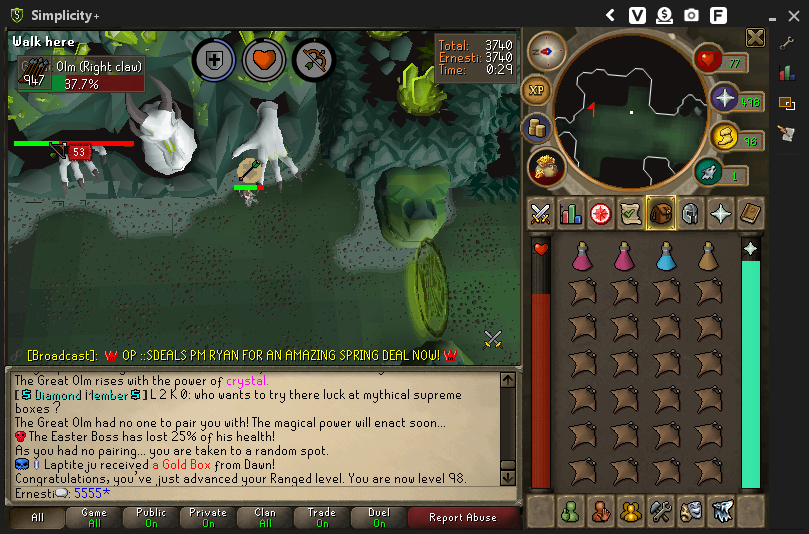 Simplicity+
V
F
Walk here
Olm (Right claw)
947
37.7%
Total: 3740
Ernesti: 3740
Time: 0:29
77
XP
498
96
1
53
[Broadcast]: OP ::SDEALS PM RYAN FOR AN AMAZING SPRING DEAL NOW!
The Great Olm rises with the power of crystal.
[$ Diamond Member $] L 2 K 0: who wants to try there luck at mythical supreme
boxes ?
The Great Olm had no one to pair you with! The magical power will enact soon...
The Easter Boss has lost 25% of his health!
As you had no pairing... you are taken to a random spot.
Laptiteju received a Gold Box from Dawn!
Congratulations, you've just advanced your Ranged level. You are now level 98.
Ernesti: 5555*
All
Game
All
Public
On
Private
On
Clan
All
Trade
On
Duel
On
Report Abuse